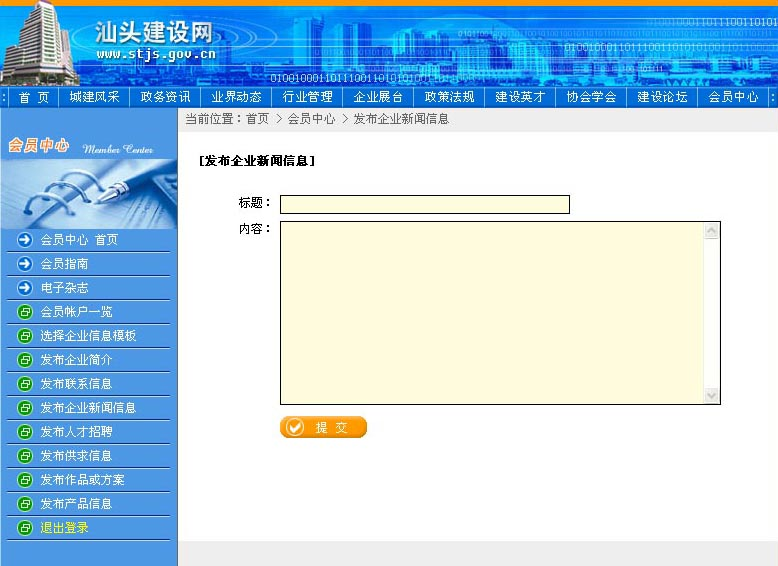 汕头建设网
www.stjs.gov.cn
首 页 城建风采 政务资讯 业界动态 行业管理 企业展台 政策法规 建设英才 协会学会 建设论坛 会员中心
当前位置：首页 > 会员中心 > 发布企业新闻信息
会员中心 Member Center
[发布企业新闻信息]
标题：
内容：
会员中心 首页
会员指南
电子杂志
会员帐户一览
选择企业信息模板
发布企业简介
发布联系信息
发布企业新闻信息
发布人才招聘
发布供求信息
发布作品或方案
发布产品信息
退出登录
提 交